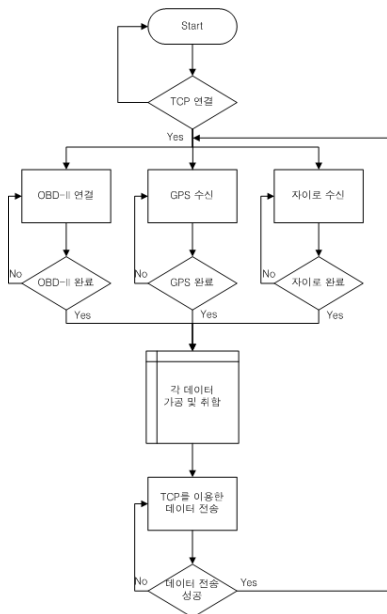 Start
TCP 연결
Yes
OBD-II 연결
GPS 수신
자이로 수신
No
OBD-II 완료
No
GPS 완료
No
자이로 완료
Yes
Yes
Yes
각 데이터
가공 및 취합
TCP를 이용한
데이터 전송
No
데이터 전송
성공
Yes